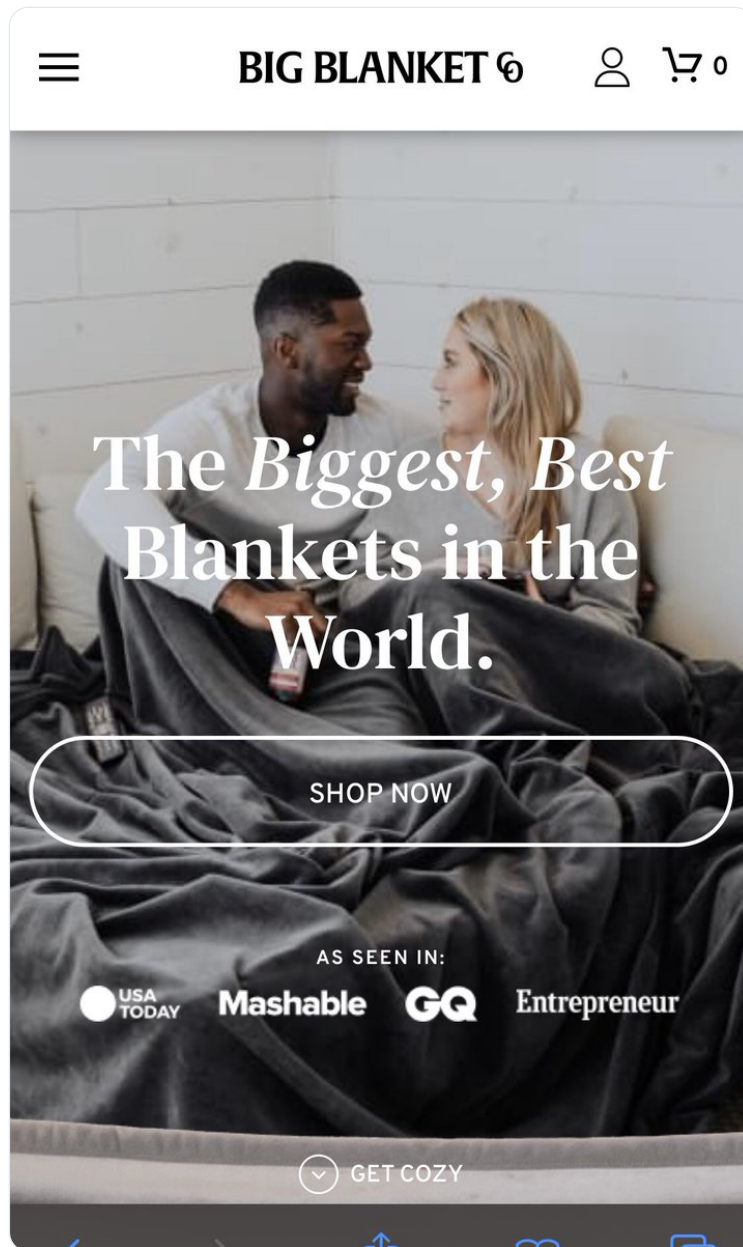 BIG BLANKET CO
0
The Biggest, Best
Blankets in the
World.
SHOP NOW
AS SEEN IN:
USA TODAY
Mashable
GQ
Entrepreneur
GET COZY